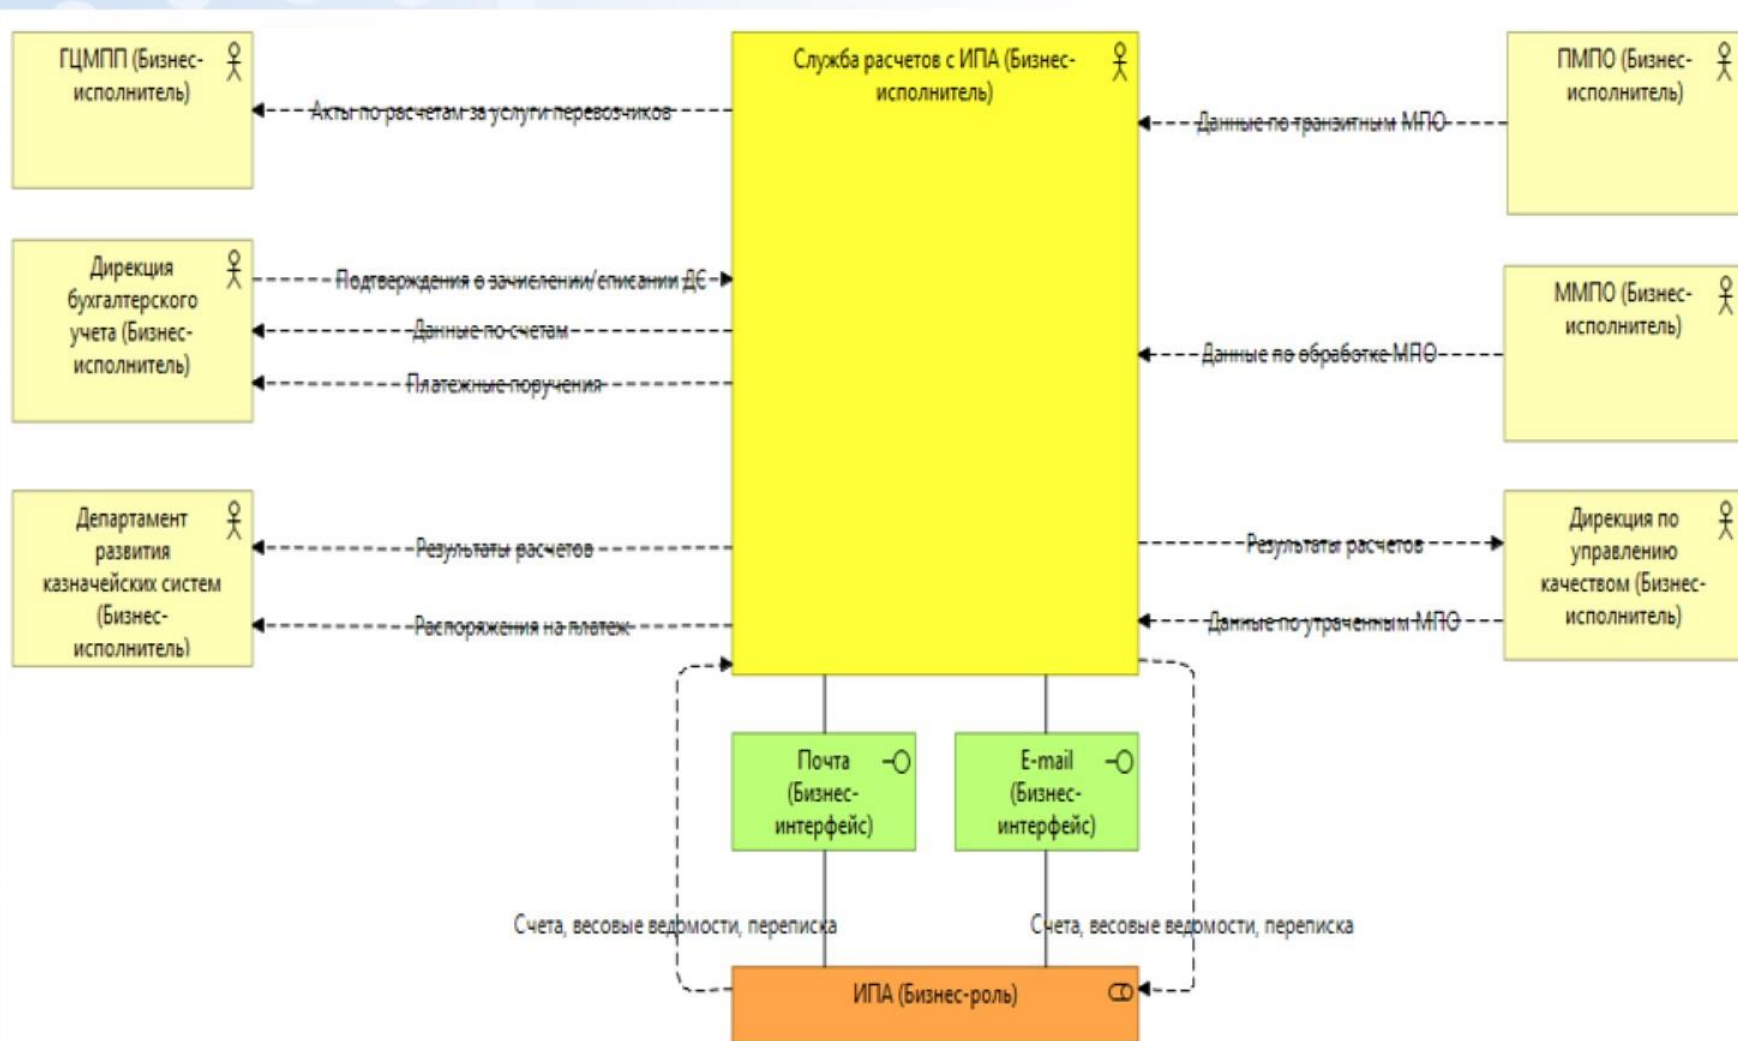 ГЦМПП (Бизнес-
исполнитель)
Акты по расчетам за услуги перевозчиков
Служба расчетов с ИПА (Бизнес-
исполнитель)
Данные по транзитным МПО
ПМПО (Бизнес-
исполнитель)
Дирекция
бухгалтерского
учета (Бизнес-
исполнитель)
Подтверждения о зачислении/списании ДС
Данные по счетам
Платежные поручения
Данные по обработке МПО
ММПО (Бизнес-
исполнитель)
Департамент
развития
казначейских систем
(Бизнес-
исполнитель)
Результаты расчетов
Распоряжения на платеж
Результаты расчетов
Данные по утраченным МПО
Дирекция по
управлению
качеством (Бизнес-
исполнитель)
Почта
(Бизнес-
интерфейс)
E-mail
(Бизнес-
интерфейс)
Счета, весовые ведомости, переписка
Счета, весовые ведомости, переписка
ИПА (Бизнес-роль)